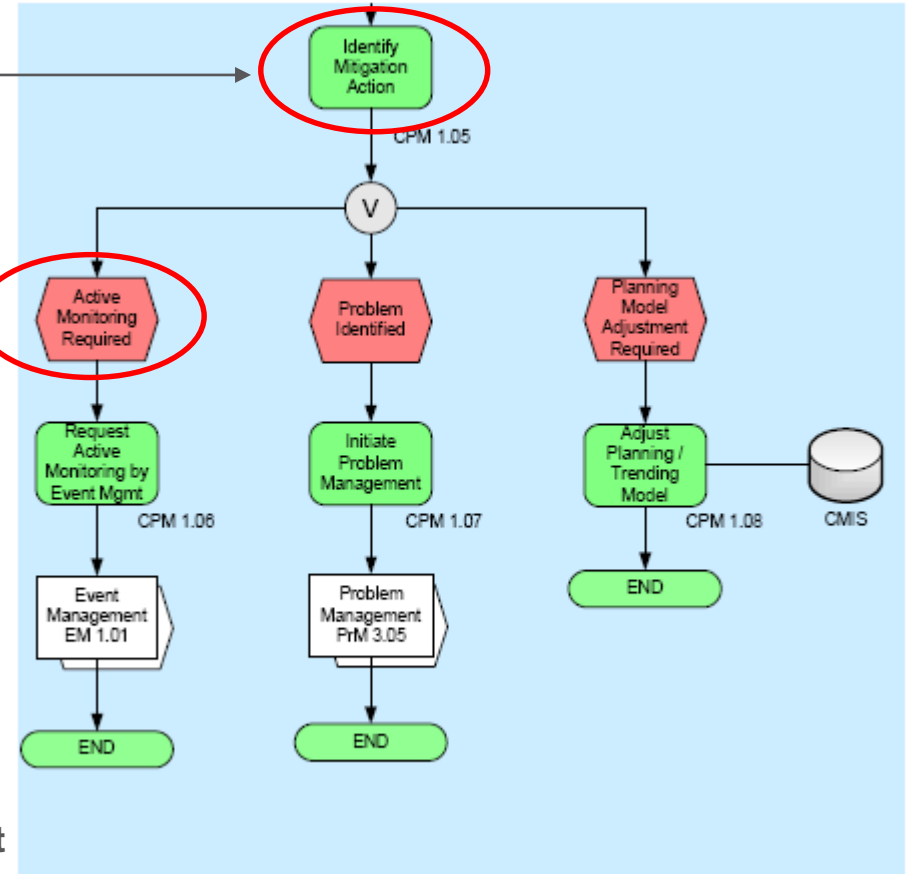 Identify
Mitigation
Action
CPM 1.05
V
Active
Monitoring
Required
Problem
Identified
Planning
Model
Adjustment
Required
Request
Active
Monitoring by
Event Mgmt
CPM 1.06
Initiate
Problem
Management
CPM 1.07
Adjust
Planning /
Trending
Model
CPM 1.08
CMIS
Event
Management
EM 1.01
Problem
Management
PrM 3.05
END
END
END
t